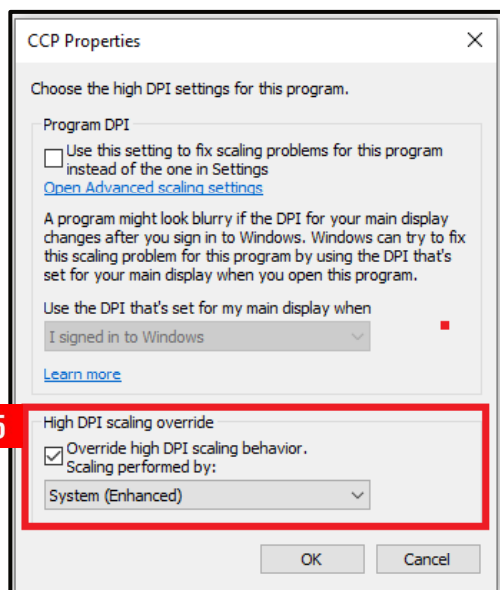 CCP Properties
Choose the high DPI settings for this program.
Program DPI
Use this setting to fix scaling problems for this program
instead of the one in Settings
Open Advanced scaling settings
A program might look blurry if the DPI for your main display
changes after you sign in to Windows. Windows can try to fix
this scaling problem for this program by using the DPI that's
set for your main display when you open this program.
Use the DPI that's set for my main display when
I signed in to Windows
Learn more
5
High DPI scaling override
Override high DPI scaling behavior.
Scaling performed by:
System (Enhanced)
OK Cancel